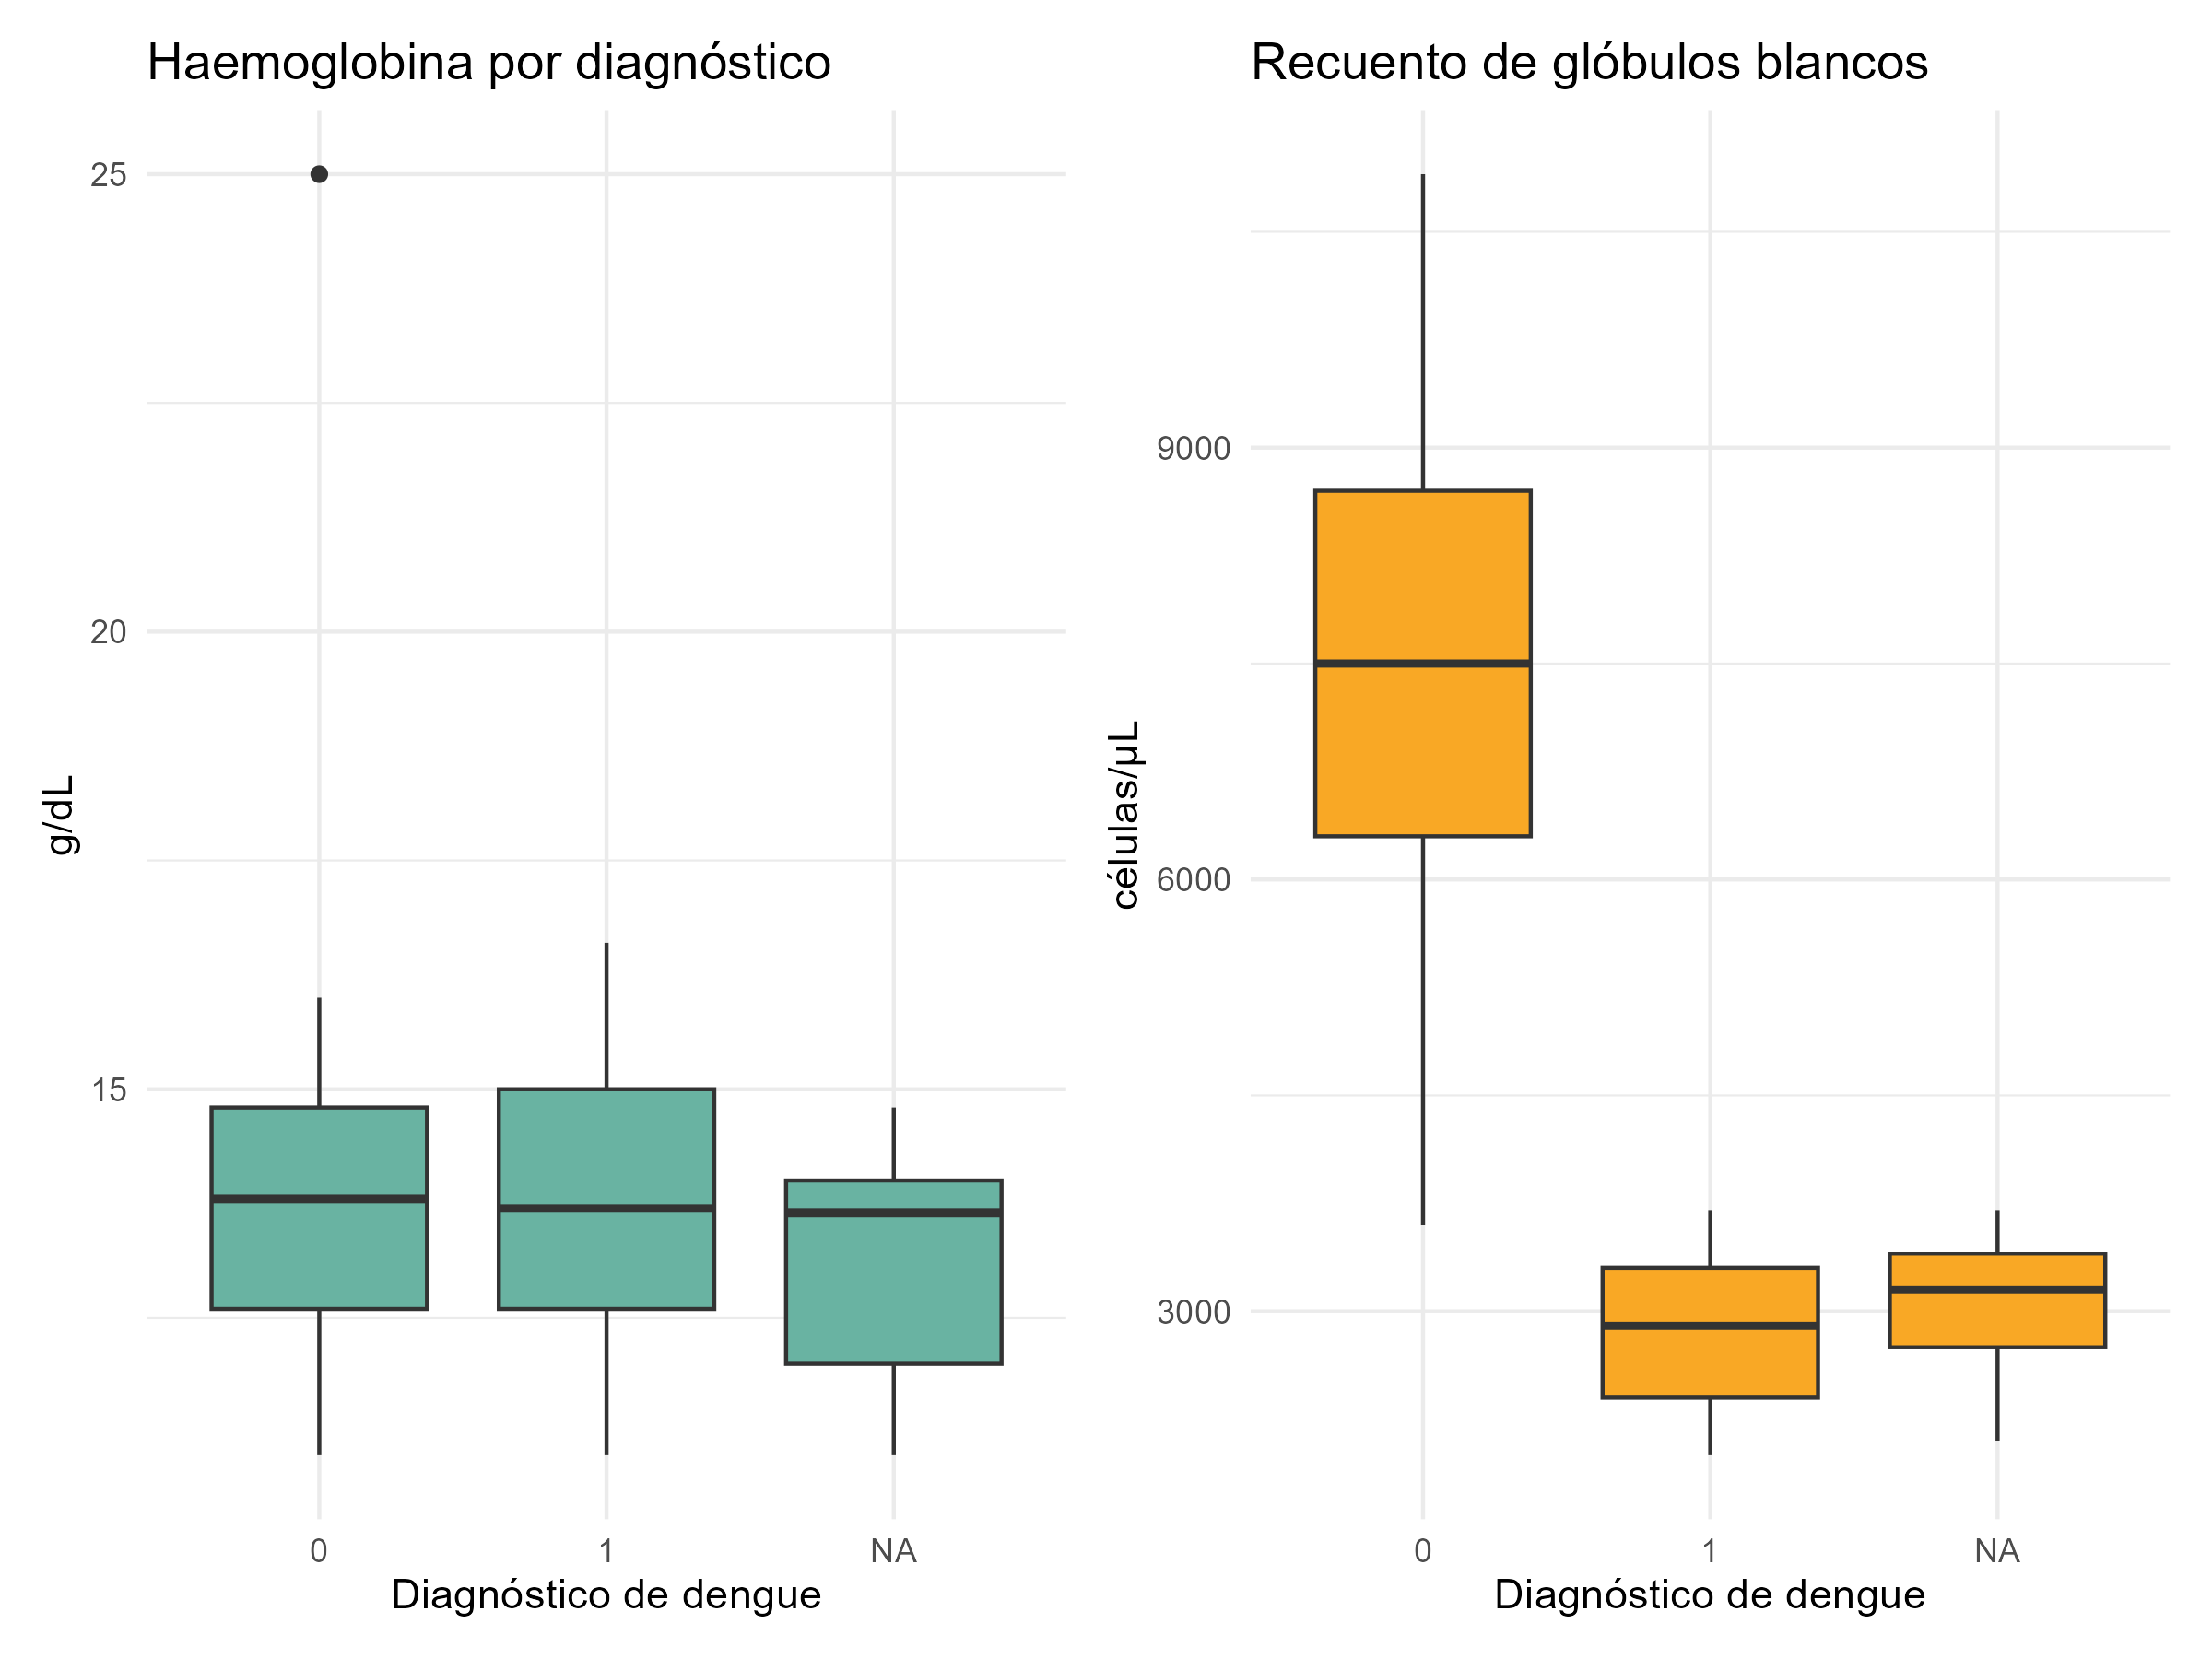 Haemoglobina por diagnóstico
25
20
15
g/dL
0 1 NA
Diagnóstico de dengue
Recuento de glóbulos blancos
9000
6000
3000
células/µL
0 1 NA
Diagnóstico de dengue